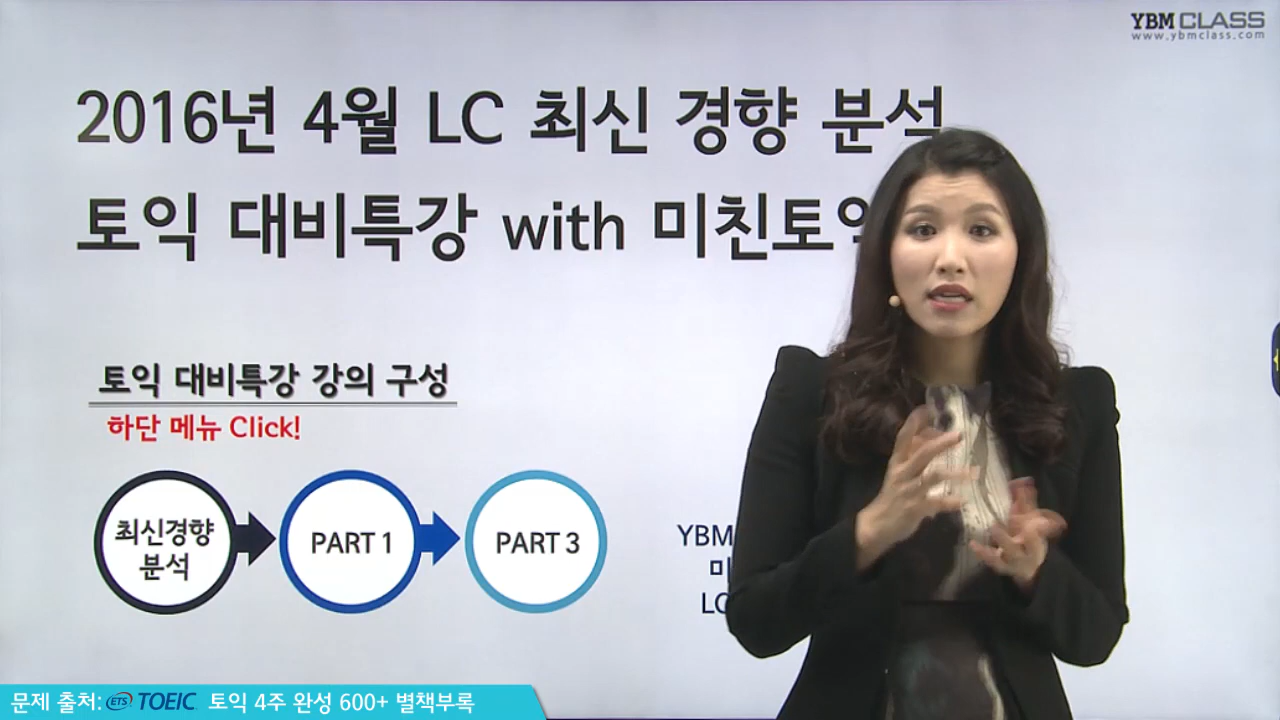 YBM CLASS
www.ybmclass.com
2016년 4월 LC 최신 경향 분석
토익 대비특강 with 미친토익
토익 대비특강 강의 구성
하단 메뉴 Click!
최신경향
분석
PART 1
PART 3
YBM
LC
문제 출처: ETS TOEIC 토익 4주 완성 600+ 별책부록